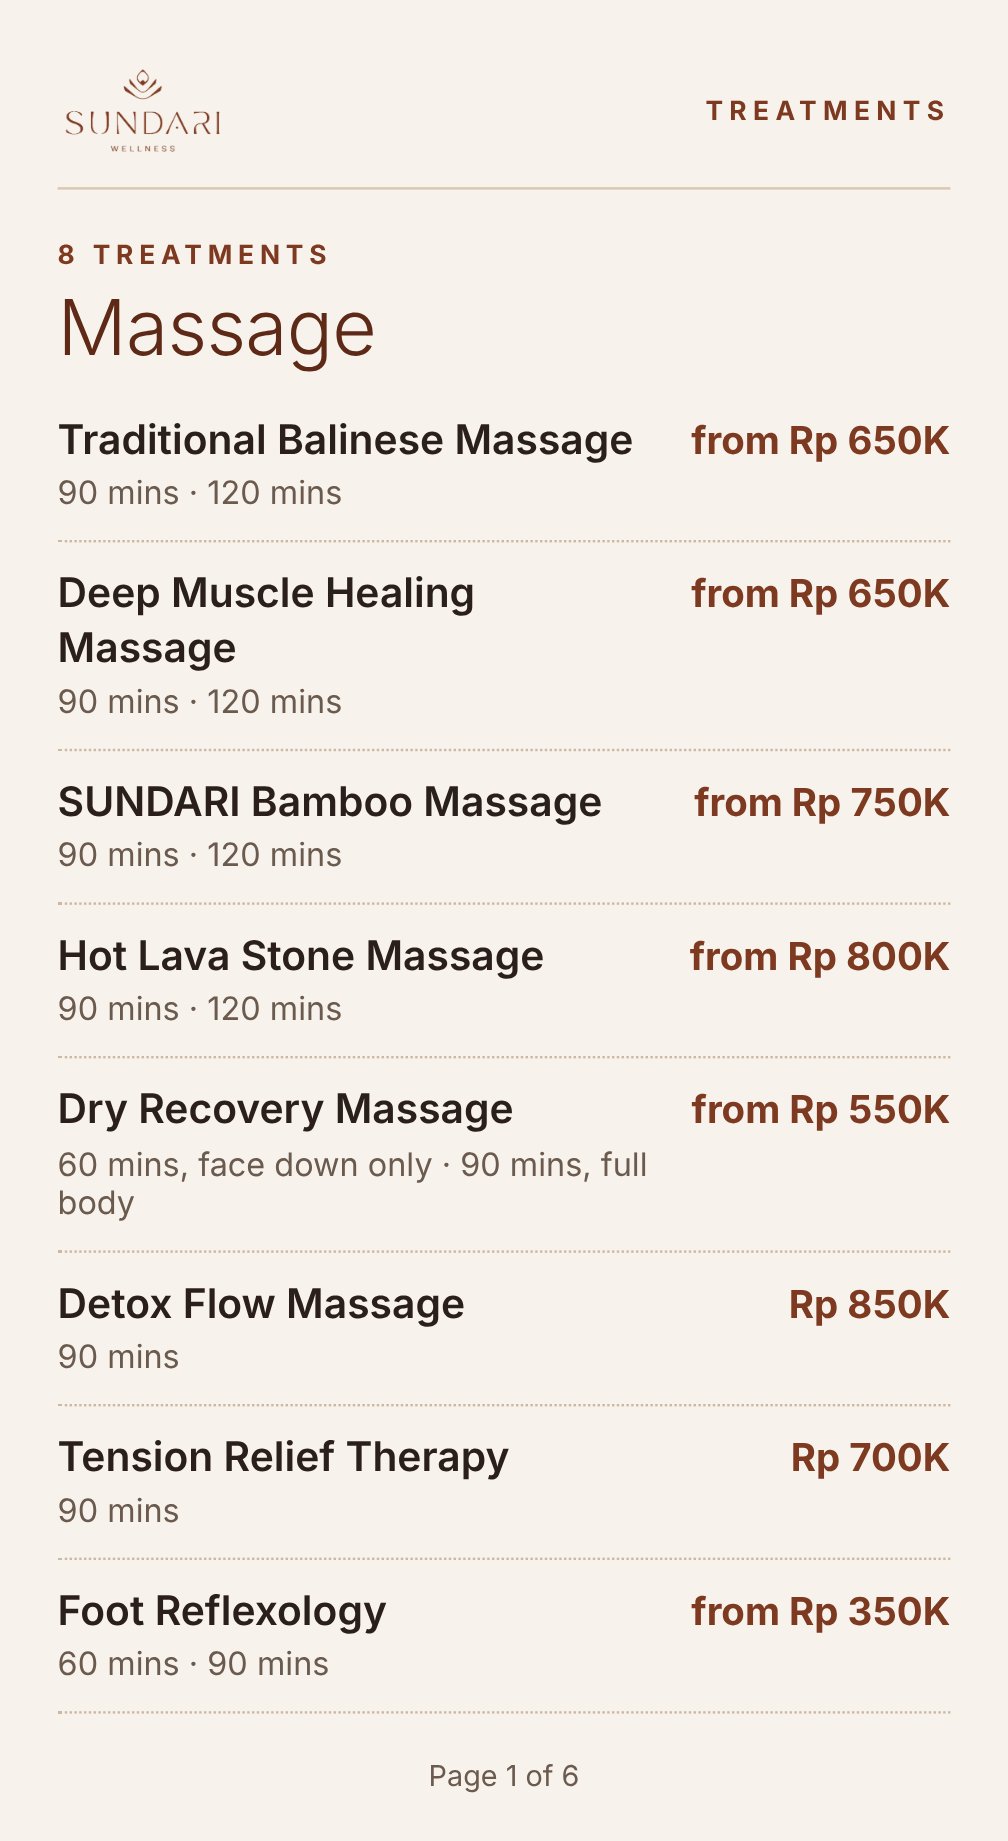 SUNDARI
WELLNESS
TREATMENTS
8 TREATMENTS
Massage
Traditional Balinese Massage from Rp 650K
90 mins · 120 mins
Deep Muscle Healing from Rp 650K
Massage
90 mins · 120 mins
SUNDARI Bamboo Massage from Rp 750K
90 mins · 120 mins
Hot Lava Stone Massage from Rp 800K
90 mins · 120 mins
Dry Recovery Massage from Rp 550K
60 mins, face down only · 90 mins, full
body
Detox Flow Massage Rp 850K
90 mins
Tension Relief Therapy Rp 700K
90 mins
Foot Reflexology from Rp 350K
60 mins · 90 mins
Page 1 of 6